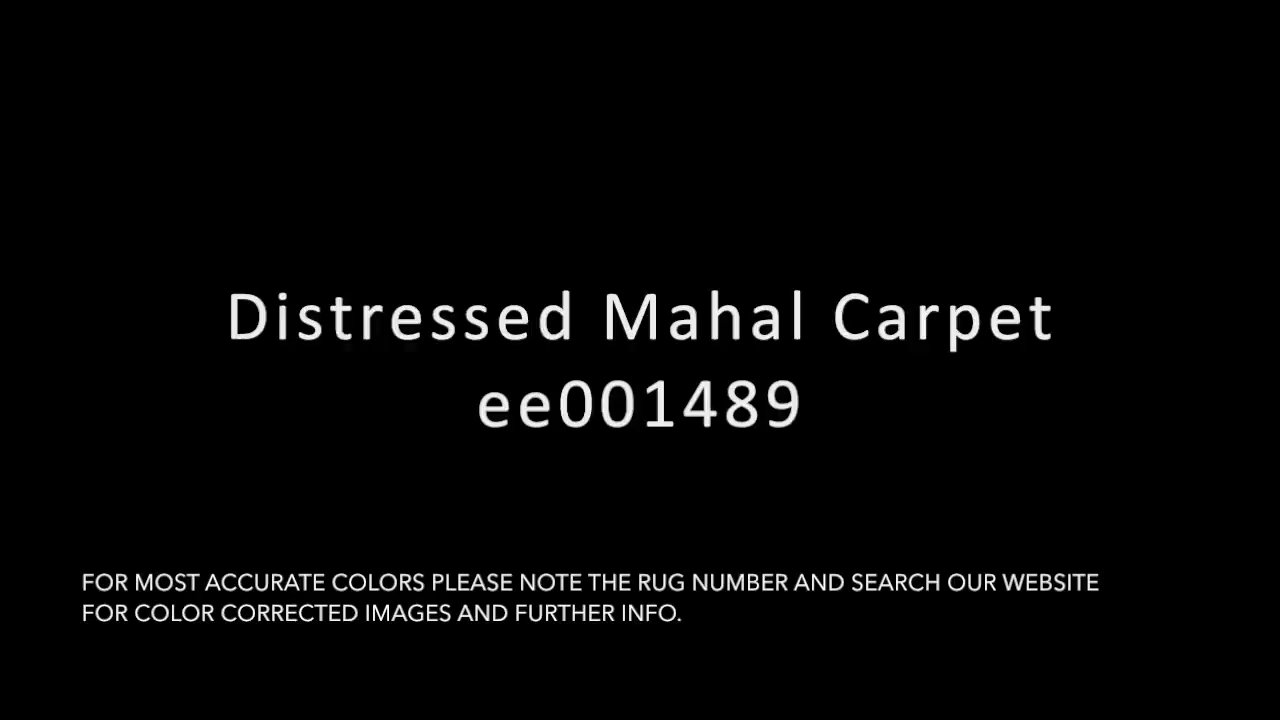 Distressed Mahal Carpet
ee001489
FOR MOST ACCURATE COLORS PLEASE NOTE THE RUG NUMBER AND SEARCH OUR WEBSITE
FOR COLOR CORRECTED IMAGES AND FURTHER INFO.